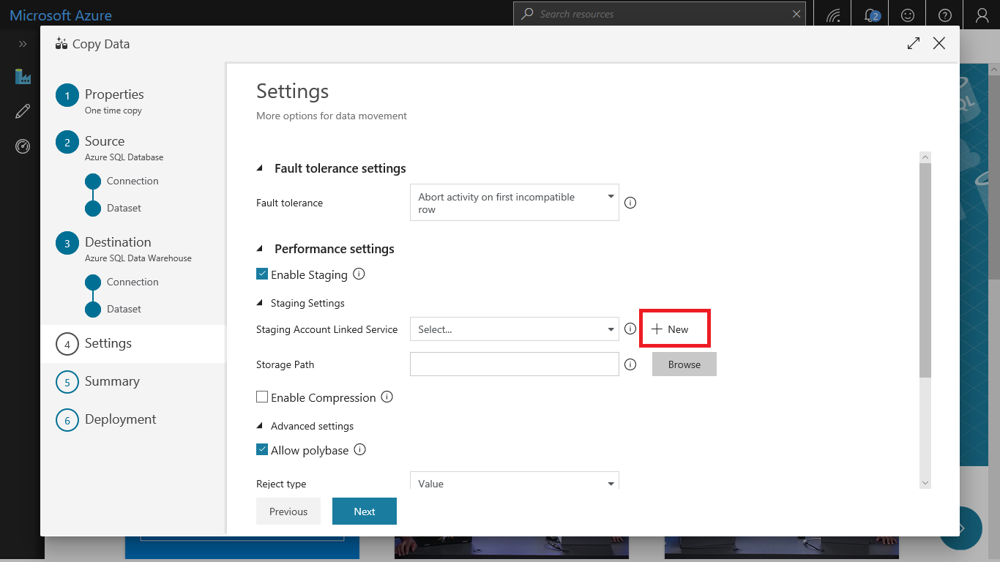 Microsoft Azure
Search resources
2
Copy Data
1
Properties
One time copy
2
Source
Azure SQL Database
Connection
Dataset
3
Destination
Azure SQL Data Warehouse
Connection
Dataset
4
Settings
5
Summary
6
Deployment
Settings
More options for data movement
Fault tolerance settings
Fault tolerance
Abort activity on first incompatible
row
Performance settings
Enable Staging
Staging Settings
Staging Account Linked Service
Select...
New
Storage Path
Browse
Enable Compression
Advanced settings
Allow polybase
Reject type
Value
Previous
Next
SQL